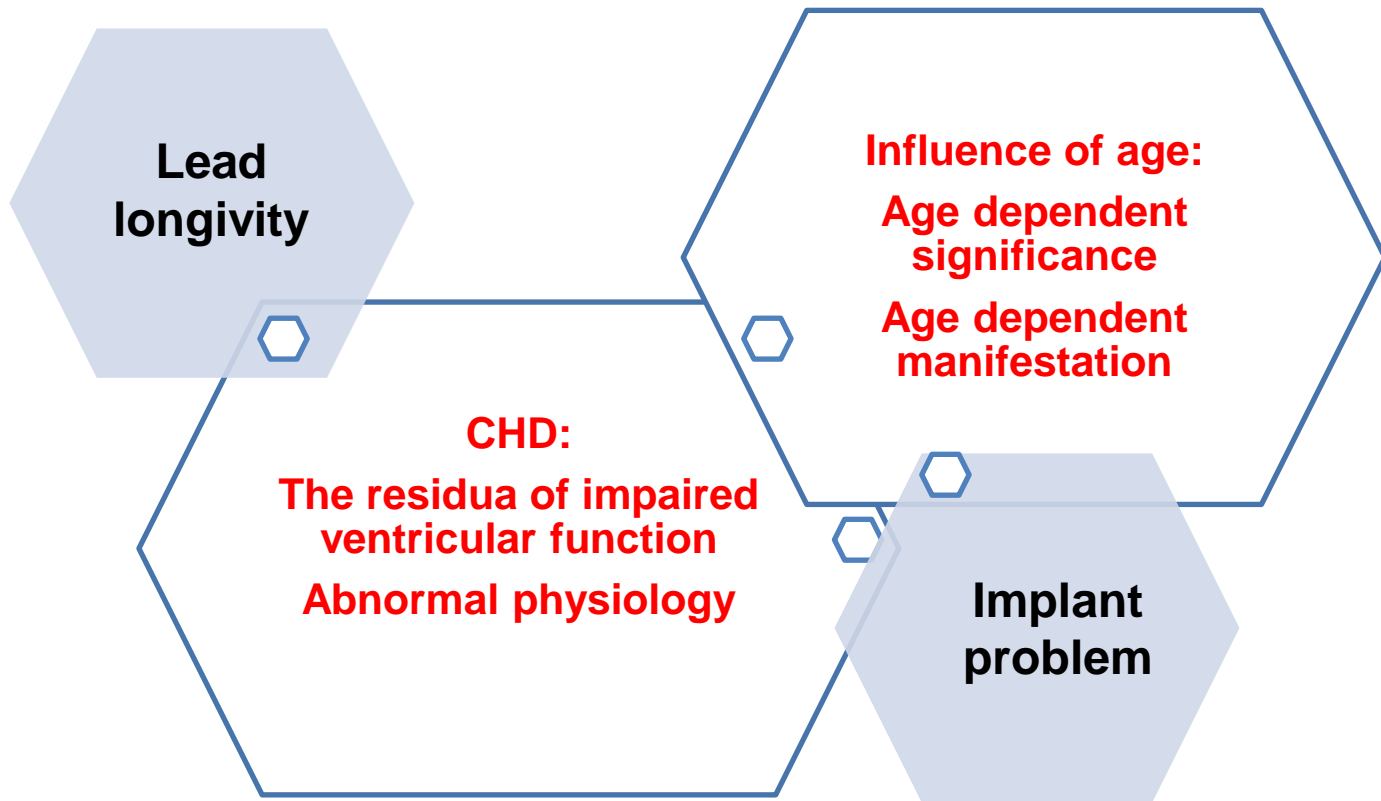 Lead
longivity
Influence of age:
Age dependent
significance
Age dependent
manifestation
CHD:
The residua of impaired
ventricular function
Abnormal physiology
Implant
problem